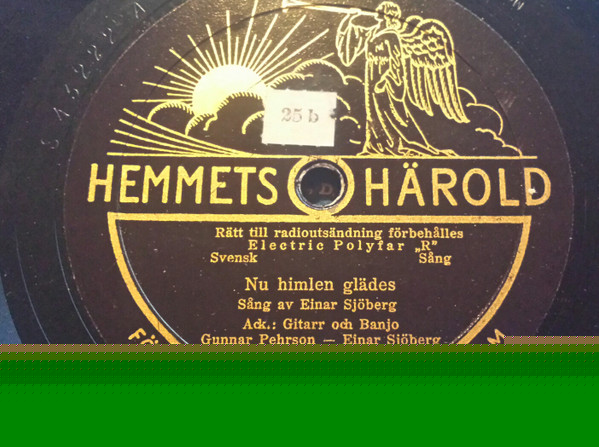 25 b
HEMMETS HÄROLD
Rätt till radioutsändning förbehålles
Electric Polyfar „R"
Svensk Sång
Nu himlen glädes
Sång av Einar Sjöberg
Ack.: Gitarr och Banjo
Gunnar Pehrson — Einar Sjöberg